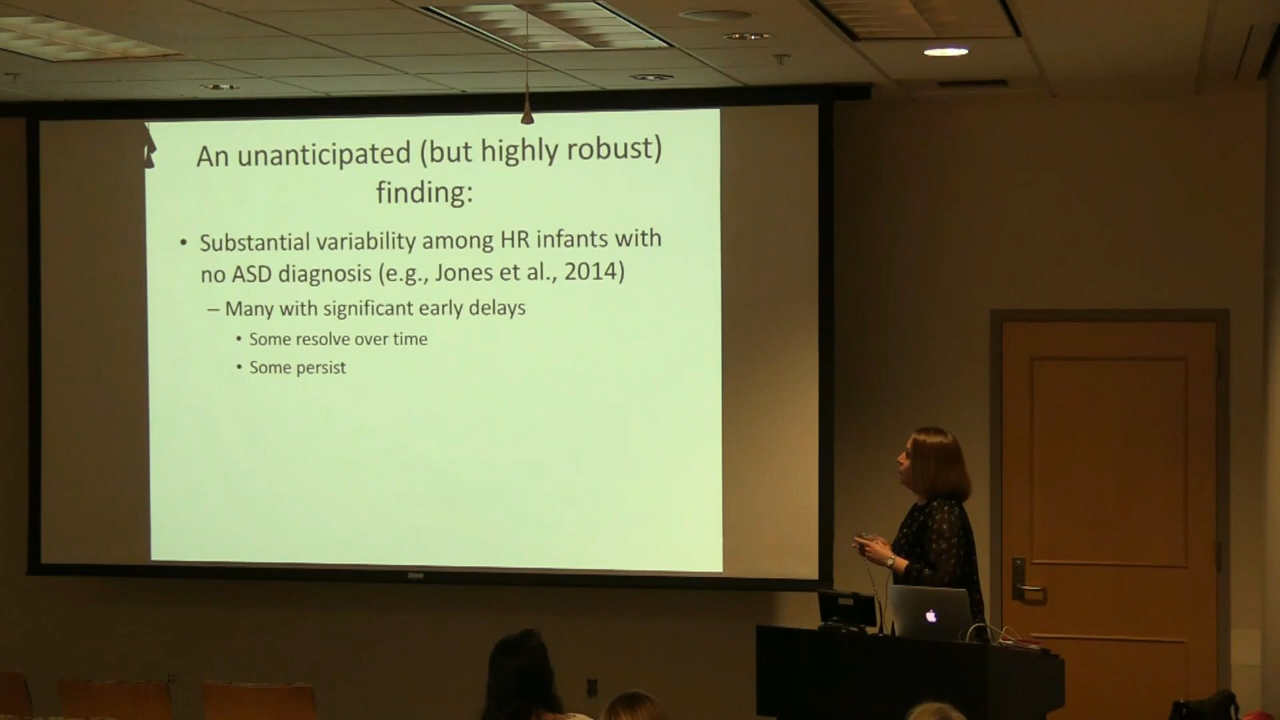 An unanticipated (but highly robust)
finding:
• Substantial variability among HR infants with
no ASD diagnosis (e.g., Jones et al., 2014)
– Many with significant early delays
• Some resolve over time
• Some persist